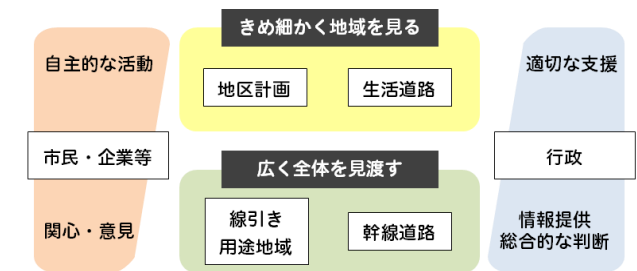 きめ細かく地域を見る
自主的な活動
地区計画
生活道路
適切な支援
市民・企業等
行政
広く全体を見渡す
線引き
用途地域
幹線道路
関心・意見
情報提供
総合的な判断